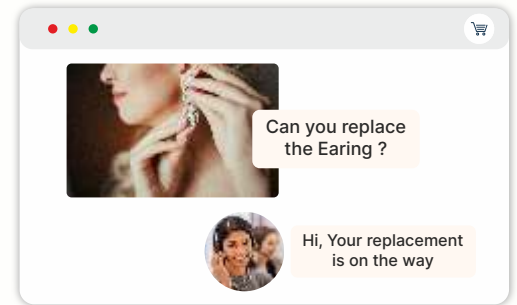 Can you replace
the Earing ?
Hi, Your replacement
is on the way